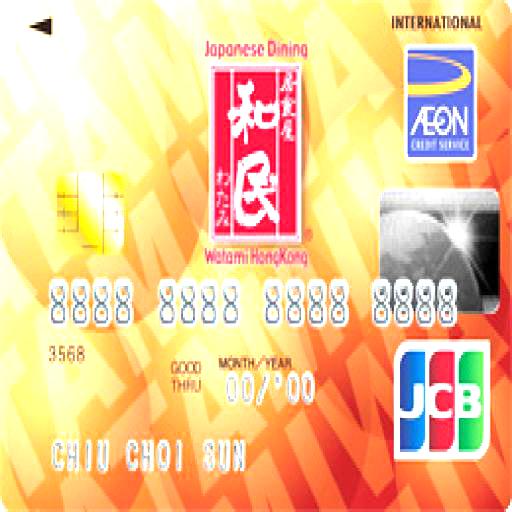 INTERNATIONAL
Japanese Dining
居食屋
和民
わたみ
Watami HongKong
AEON
CREDIT SERVICE
8888 8888 8888 8888
3568
GOOD THRU
MONTH/YEAR
00/'00
JCB
CHIU CHOI SUN